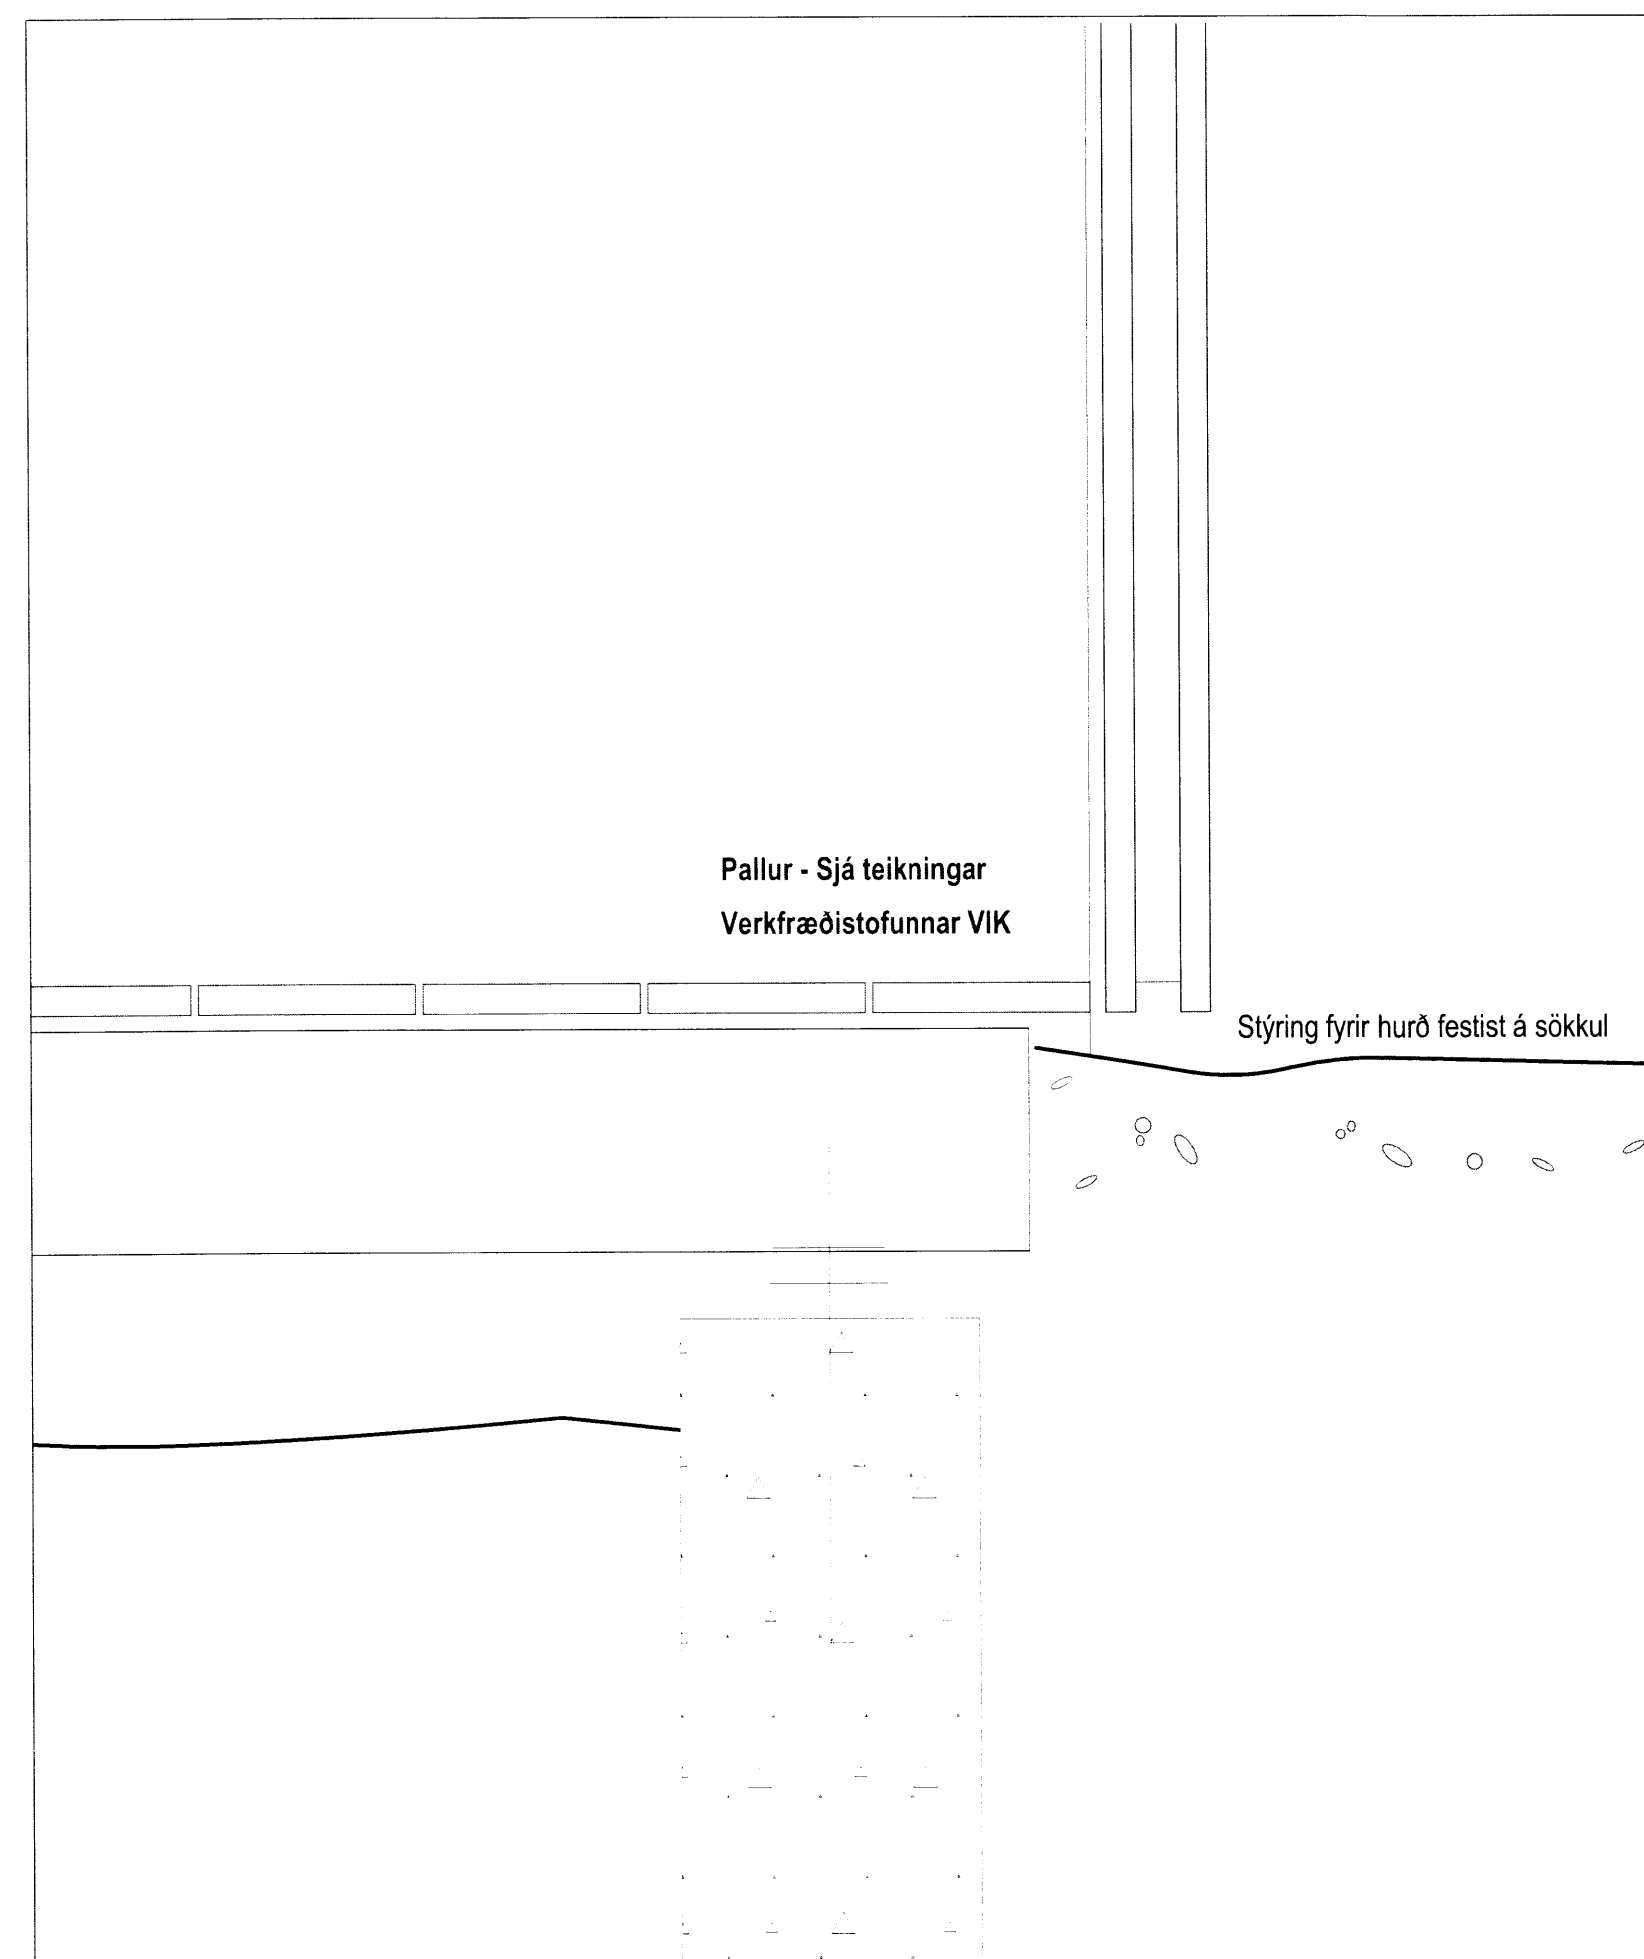 Pallur - Sjá teikningar
Verkfræðistofunnar VIK
Stýring fyrir hurð festist á sökkul